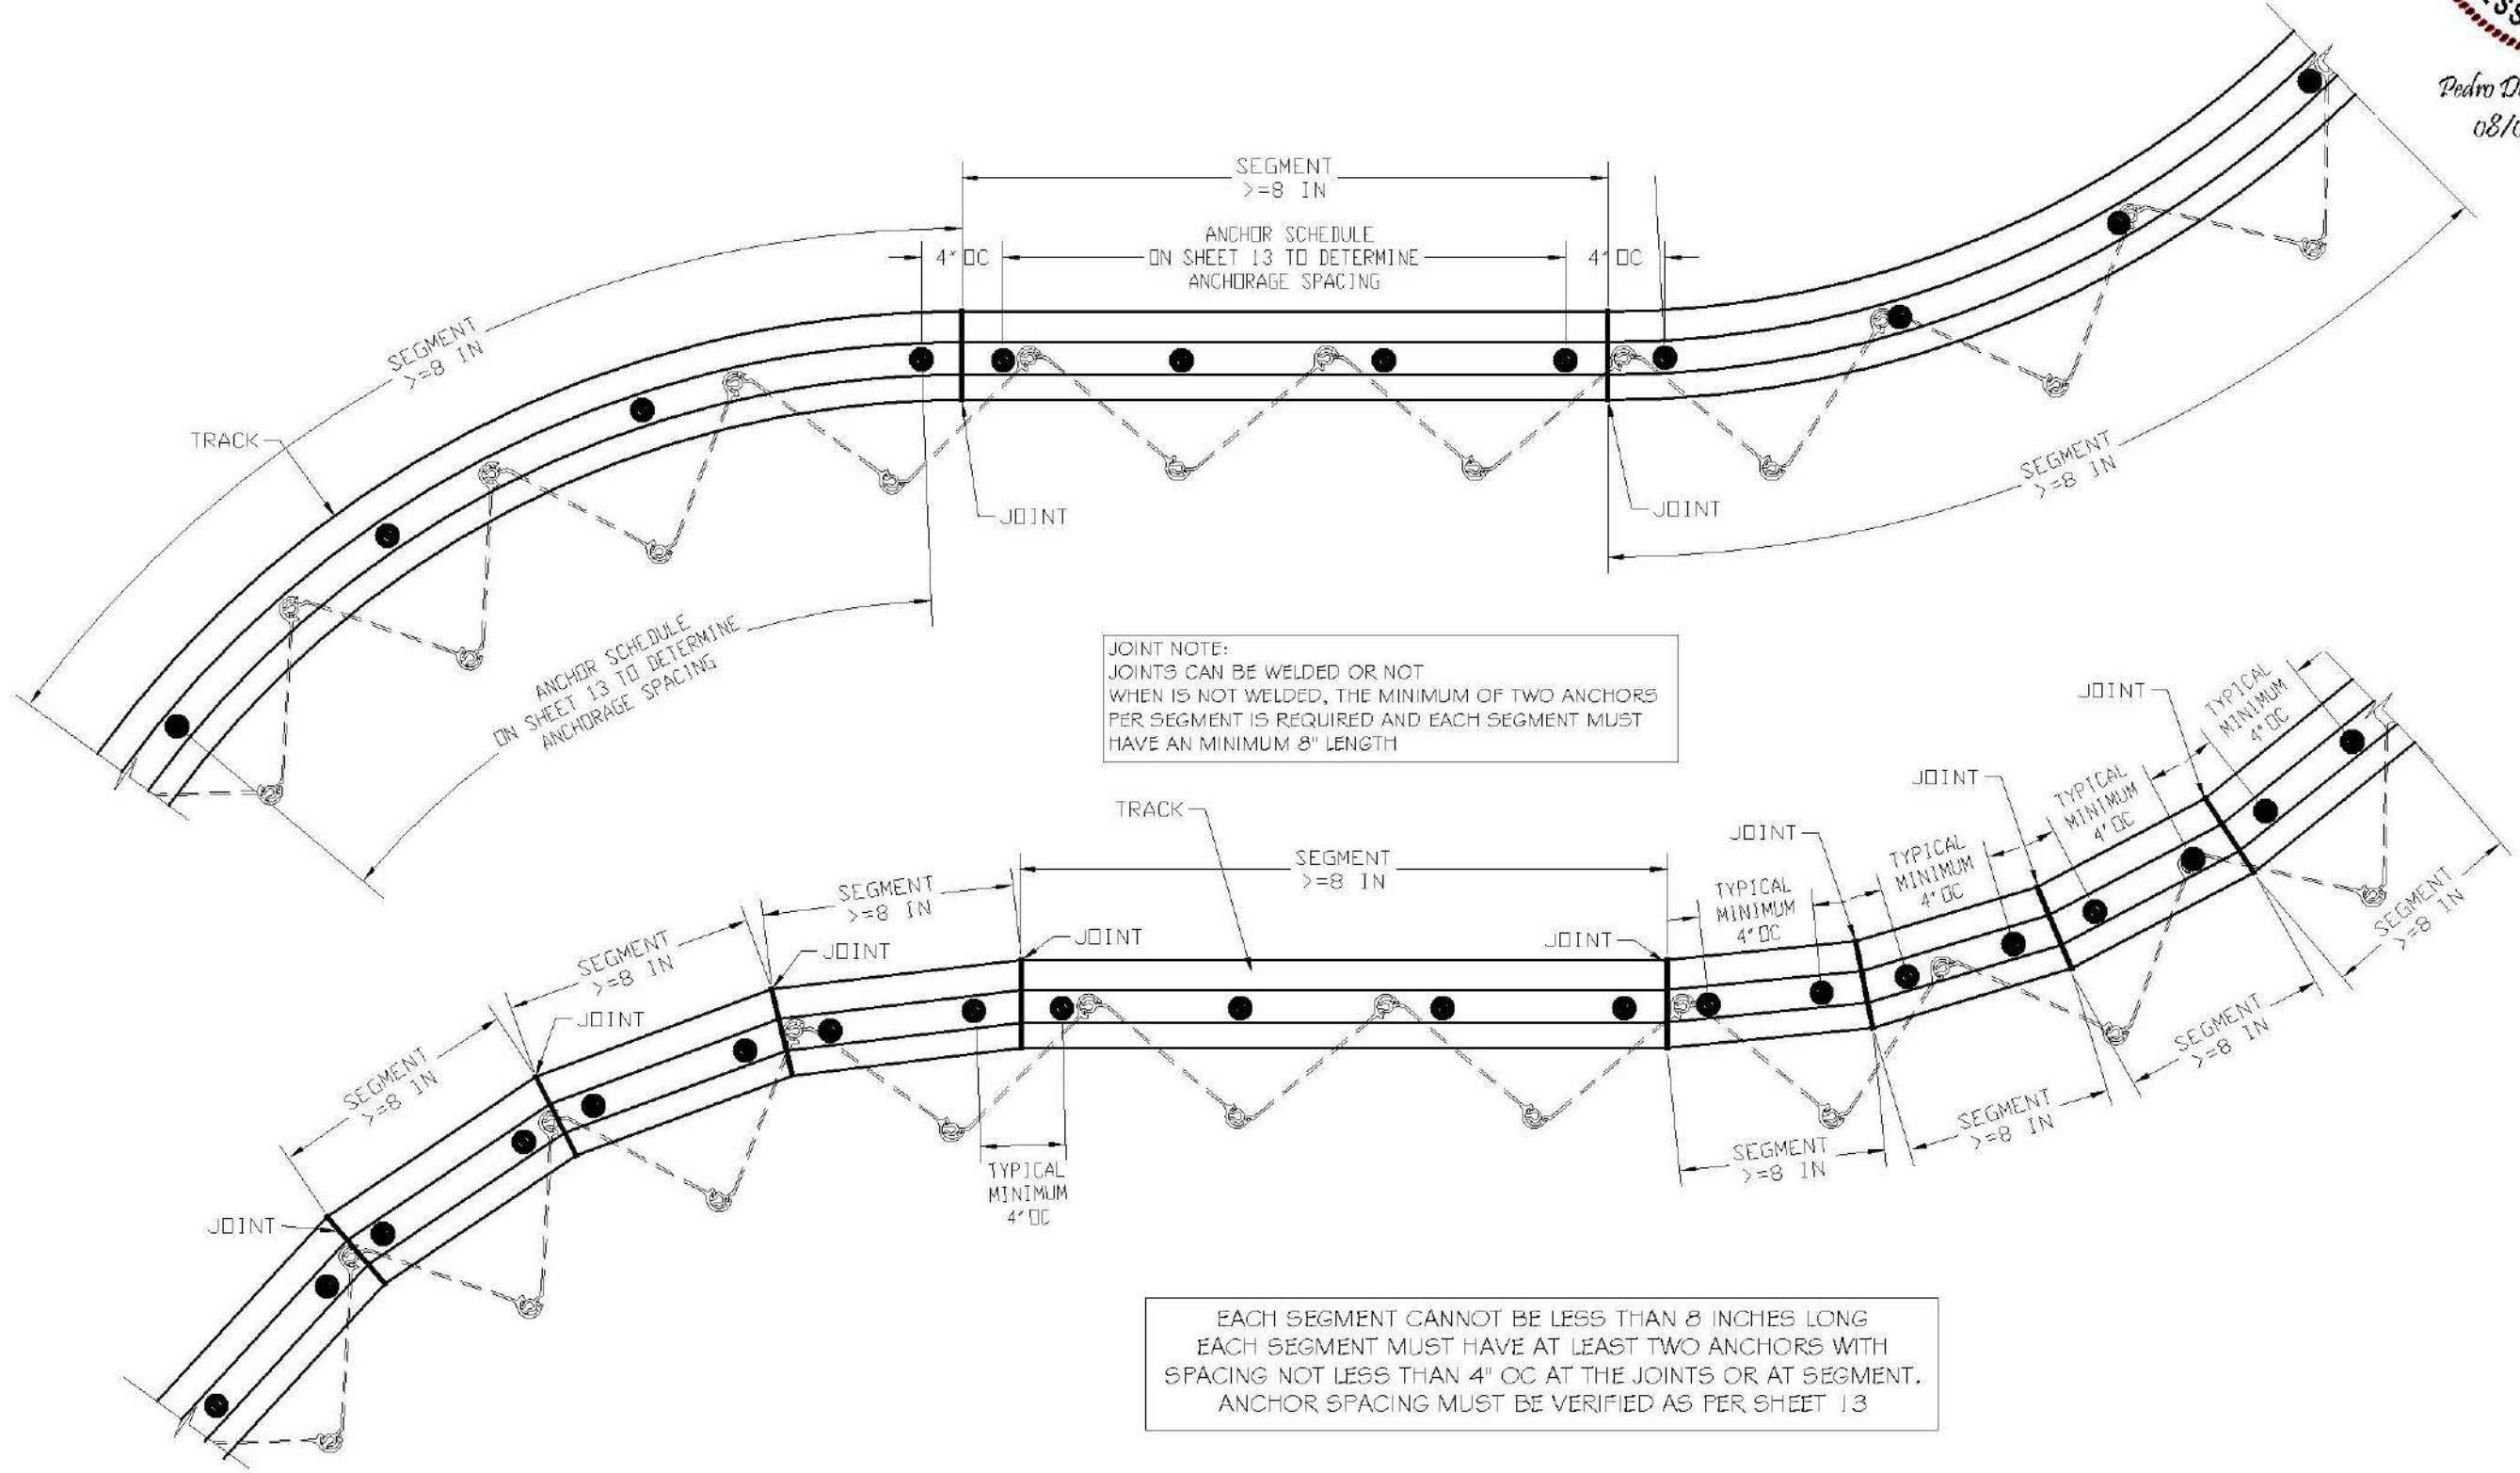 SS
Pedro D
08/0
SEGMENT
>=8 IN
ANCHOR SCHEDULE
ON SHEET 13 TO DETERMINE
ANCHORAGE SPACING
4" OC
4" OC
SEGMENT
>=8 IN
TRACK
JOINT
JOINT
SEGMENT
>=8 IN
ANCHOR SCHEDULE
ON SHEET 13 TO DETERMINE
ANCHORAGE SPACING
JOINT NOTE:
JOINTS CAN BE WELDED OR NOT
WHEN IS NOT WELDED, THE MINIMUM OF TWO ANCHORS
PER SEGMENT IS REQUIRED AND EACH SEGMENT MUST
HAVE AN MINIMUM 8" LENGTH
JOINT
TYPICAL
MINIMUM
4" OC
JOINT
TYPICAL
MINIMUM
4" OC
TRACK
JOINT
TYPICAL
MINIMUM
4" OC
SEGMENT
>=8 IN
SEGMENT
>=8 IN
TYPICAL
MINIMUM
4" OC
SEGMENT
>=8 IN
SEGMENT
>=8 IN
JOINT
JOINT
JOINT
JOINT
SEGMENT
>=8 IN
SEGMENT
>=8 IN
SEGMENT
>=8 IN
SEGMENT
>=8 IN
TYPICAL
MINIMUM
4" OC
JOINT
EACH SEGMENT CANNOT BE LESS THAN 8 INCHES LONG
EACH SEGMENT MUST HAVE AT LEAST TWO ANCHORS WITH
SPACING NOT LESS THAN 4" OC AT THE JOINTS OR AT SEGMENT.
ANCHOR SPACING MUST BE VERIFIED AS PER SHEET 13